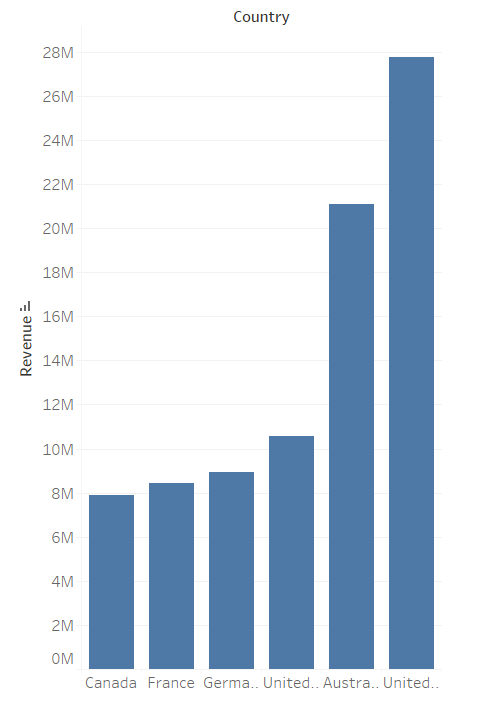 Country
28M
26M
24M
22M
20M
18M
16M
14M
12M
10M
8M
6M
4M
2M
0M
Revenue
Canada France Germa.. United.. Austra.. United..